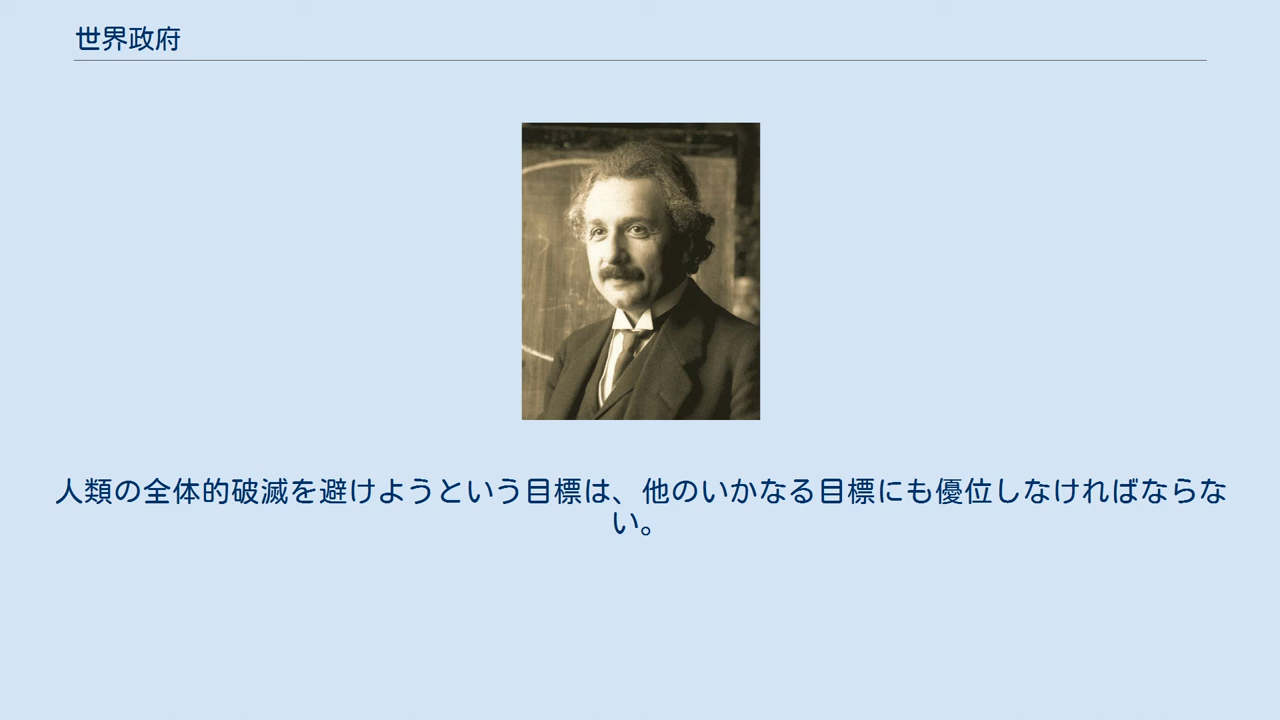 世界政府
人類の全体的破滅を避けようという目標は、他のいかなる目標にも優位しなければならな
い。